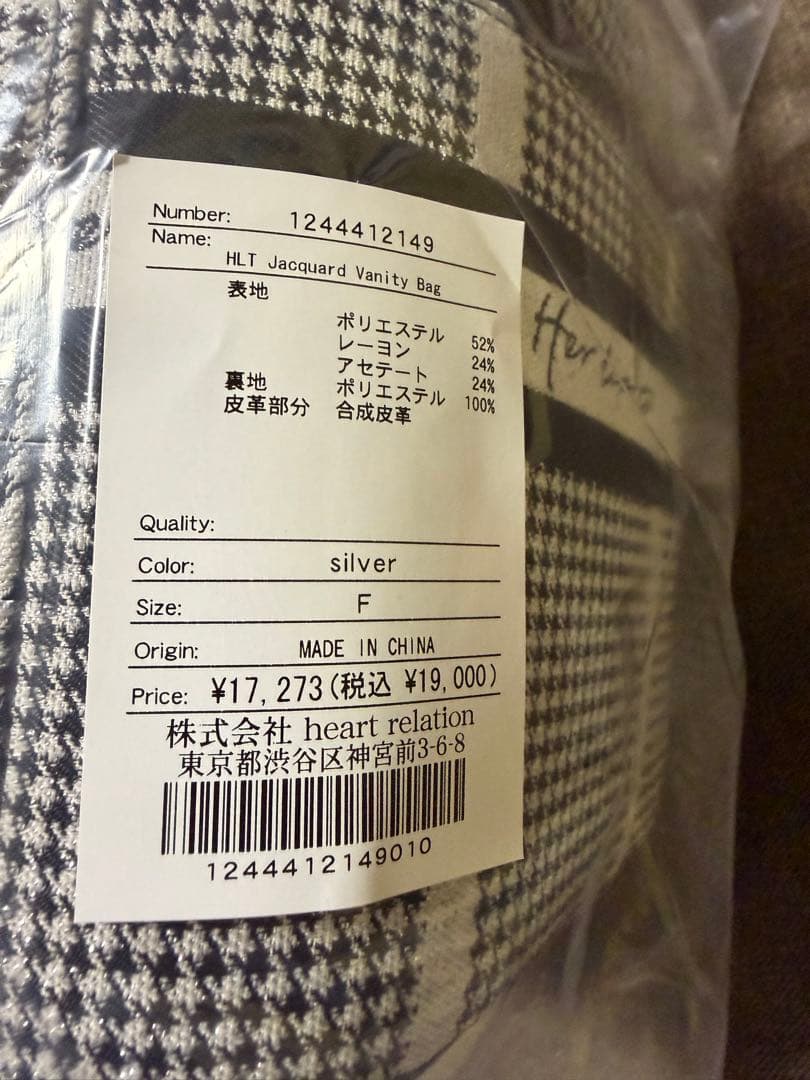 Number: 1244412149
Name: HLT Jacquard Vanity Bag
表地
ポリエステル 52%
レーヨン 24%
アセテート 24%
裏地 ポリエステル 100%
皮革部分 合成皮革
Quality:
Color: silver
Size: F
Origin: MADE IN CHINA
Price: ¥17,273(税込 ¥19,000)
株式会社 heart relation
東京都渋谷区神宮前3-6-8
1244412149010